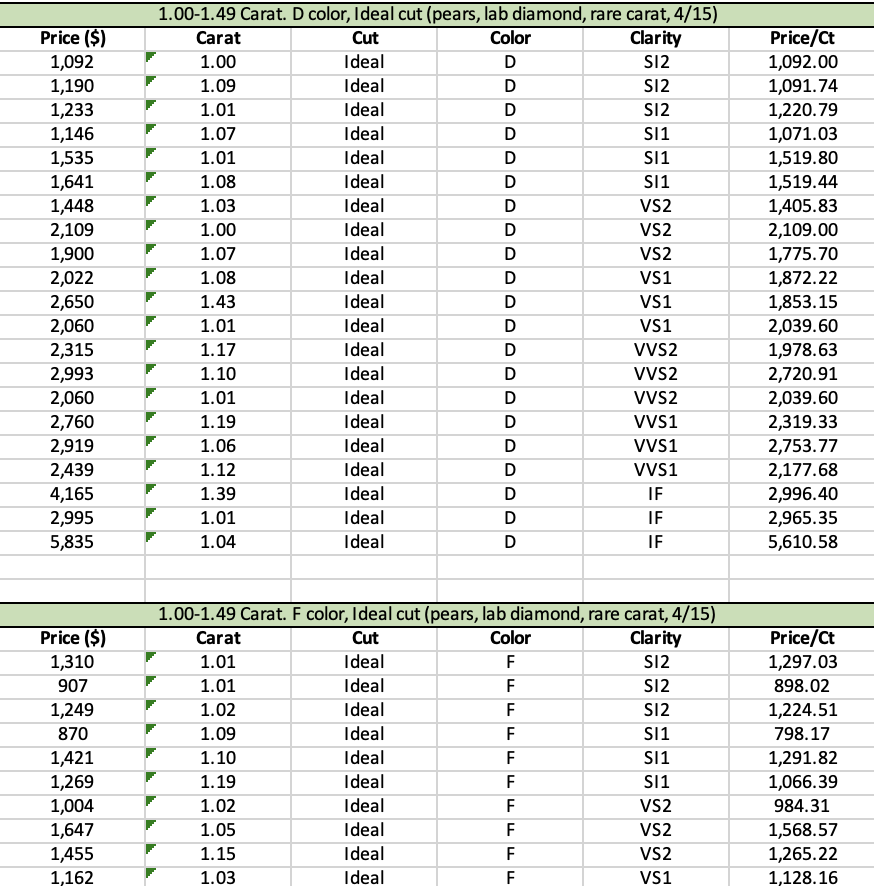 1.00-1.49 Carat. D color, Ideal cut (pears, lab diamond, rare carat, 4/15)
Price ($) Carat Cut Color Clarity Price/Ct
1,092 1.00 Ideal D SI2 1,092.00
1,190 1.09 Ideal D SI2 1,091.74
1,233 1.01 Ideal D SI2 1,220.79
1,146 1.07 Ideal D SI1 1,071.03
1,535 1.01 Ideal D SI1 1,519.80
1,641 1.08 Ideal D SI1 1,519.44
1,448 1.03 Ideal D VS2 1,405.83
2,109 1.00 Ideal D VS2 2,109.00
1,900 1.07 Ideal D VS2 1,775.70
2,022 1.08 Ideal D VS1 1,872.22
2,650 1.43 Ideal D VS1 1,853.15
2,060 1.01 Ideal D VS1 2,039.60
2,315 1.17 Ideal D VVS2 1,978.63
2,993 1.10 Ideal D VVS2 2,720.91
2,060 1.01 Ideal D VVS2 2,039.60
2,760 1.19 Ideal D VVS1 2,319.33
2,919 1.06 Ideal D VVS1 2,753.77
2,439 1.12 Ideal D VVS1 2,177.68
4,165 1.39 Ideal D IF 2,996.40
2,995 1.01 Ideal D IF 2,965.35
5,835 1.04 Ideal D IF 5,610.58
1.00-1.49 Carat. F color, Ideal cut (pears, lab diamond, rare carat, 4/15)
Price ($) Carat Cut Color Clarity Price/Ct
1,310 1.01 Ideal F SI2 1,297.03
907 1.01 Ideal F SI2 898.02
1,249 1.02 Ideal F SI2 1,224.51
870 1.09 Ideal F SI1 798.17
1,421 1.10 Ideal F SI1 1,291.82
1,269 1.19 Ideal F SI1 1,066.39
1,004 1.02 Ideal F VS2 984.31
1,647 1.05 Ideal F VS2 1,568.57
1,455 1.15 Ideal F VS2 1,265.22
1,162 1.03 Ideal F VS1 1,128.16